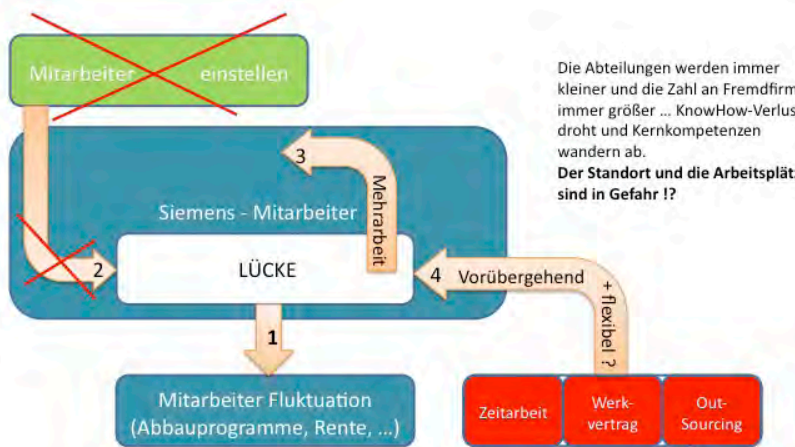 Mitarbeiter einstellen
Die Abteilungen werden immer
kleiner und die Zahl an Fremdfirm
immer größer ... KnowHow-Verlus
droht und Kernkompetenzen
wandern ab.
Der Standort und die Arbeitsplät
sind in Gefahr !?
3
Mehrarbeit
Siemens - Mitarbeiter
2
LÜCKE
4
Vorübergehend
+ flexibel ?
1
Mitarbeiter Fluktuation
(Abbauprogramme, Rente, ...)
Zeitarbeit
Werk-
vertrag
Out-
Sourcing